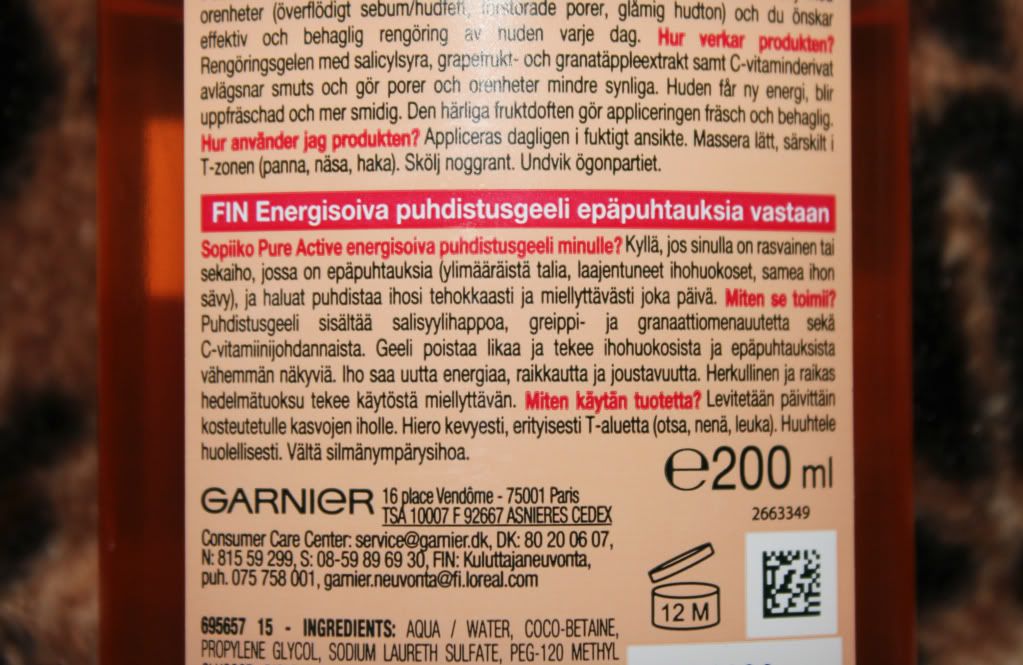 orenheter (överflödigt sebum/hudfett, förstorade porer, glåmig hudton) och du önskar
effektiv och behaglig rengöring av huden varje dag. Hur verkar produkten?
Rengöringsgelen med salicylsyra, grapefrukt- och granatäppleextrakt samt C-vitaminderivat
avlägsnar smuts och gör porer och orenheter mindre synliga. Huden får ny energi, blir
uppfräschad och mer smidig. Den härliga fruktdoften gör appliceringen fräsch och behaglig.
Hur använder jag produkten? Appliceras dagligen i fuktigt ansikte. Massera lätt, särskilt i
T-zonen (panna, näsa, haka). Skölj noggrant. Undvik ögonpartiet.
FIN Energisoiva puhdistusgeeli epäpuhtauksia vastaan
Sopiiko Pure Active energisoiva puhdistusgeeli minulle? Kyllä, jos sinulla on rasvainen tai
sekaiho, jossa on epäpuhtauksia (ylimääräistä talia, laajentuneet ihohuokoset, samea ihon
sävy), ja haluat puhdistaa ihosi tehokkaasti ja miellyttävästi joka päivä. Miten se toimii?
Puhdistusgeeli sisältää salisyylihappoa, greippi- ja granaattiomenauutetta sekä
C-vitamiinijohdannaista. Geeli poistaa likaa ja tekee ihohuokosista ja epäpuhtauksista
vähemmän näkyviä. Iho saa uutta energiaa, raikkautta ja joustavuutta. Herkullinen ja raikas
hedelmätuoksu tekee käytöstä miellyttävän. Miten käytän tuotetta? Levitetään päivittäin
kosteutetulle kasvojen iholle. Hiero kevyesti, erityisesti T-aluetta (otsa, nenä, leuka). Huuhtele
huolellisesti. Vältä silmänympärysihoa.
e200 ml
2663349
GARNIER 16 place Vendôme - 75001 Paris
TSA 10007 F 92667 ASNIERES CEDEX
Consumer Care Center: service@garnier.dk, DK: 80 20 06 07,
N: 815 59 299, S: 08-59 89 69 30, FIN: Kuluttajaneuvonta,
puh. 075 758 001, garnier.neuvonta@fi.loreal.com
12 M
695657 15 - INGREDIENTS: AQUA / WATER, COCO-BETAINE,
PROPYLENE GLYCOL, SODIUM LAURETH SULFATE, PEG-120 METHYL